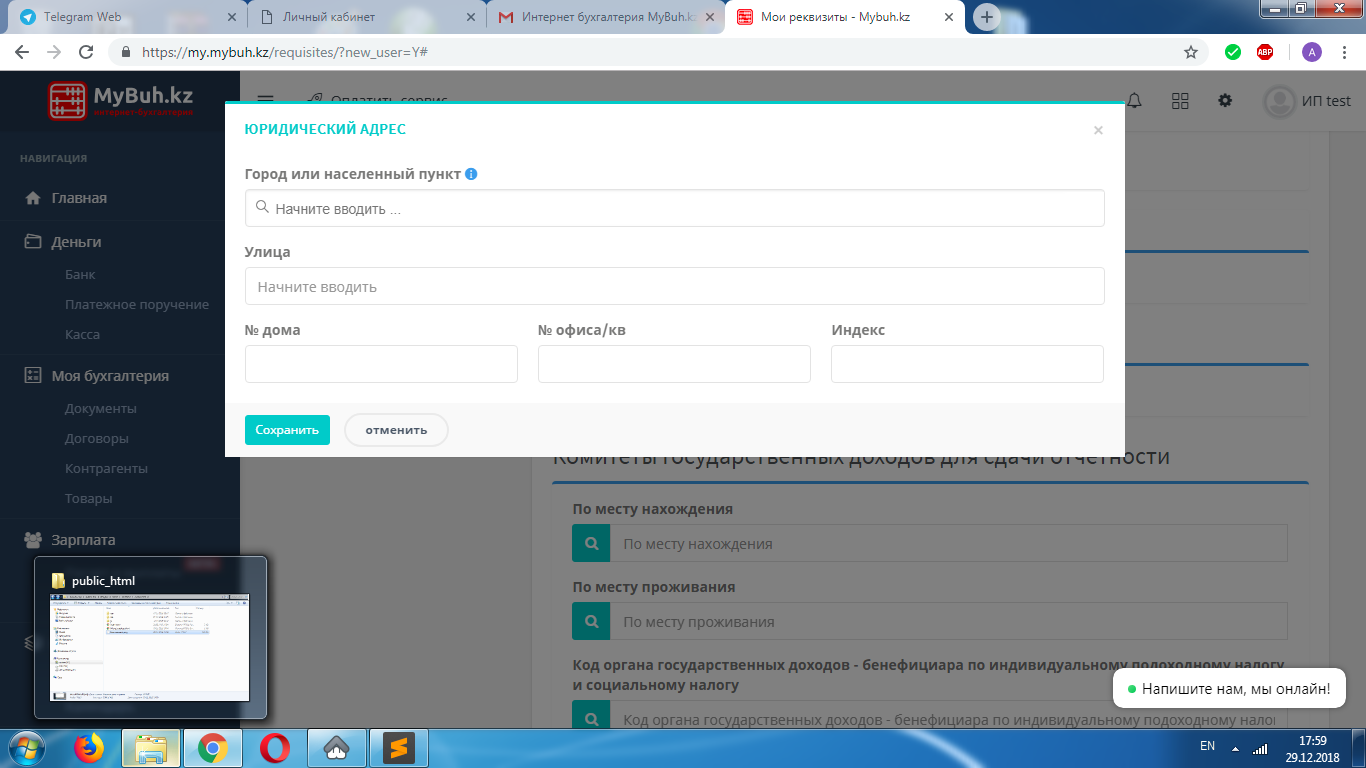 Telegram Web
Личный кабинет
Интернет бухгалтерия MyBuh.kz
Мои реквизиты - Mybuh.kz
https://my.mybuh.kz/requisites/?new_user=Y#
ABP
A
MyBuh.kz
интернет-бухгалтерия
Оплатить сервис
ИП test
НАВИГАЦИЯ
Главная
Деньги
Банк
Платежное поручение
Касса
Моя бухгалтерия
Документы
Договоры
Контрагенты
Товары
Зарплата
ЮРИДИЧЕСКИЙ АДРЕС
×
Город или населенный пункт
Начните вводить ...
Улица
Начните вводить
№ дома
№ офиса/кв
Индекс
Сохранить
отменить
Комитеты государственных доходов для сдачи отчетности
По месту нахождения
По месту нахождения
По месту проживания
По месту проживания
Код органа государственных доходов - бенефициара по индивидуальному подоходному налогу
и социальному налогу
Код органа государственных доходов - бенефициара по индивидуальному подоходному нало
Напишите нам, мы онлайн!
public_html
EN
17:59
29.12.2018